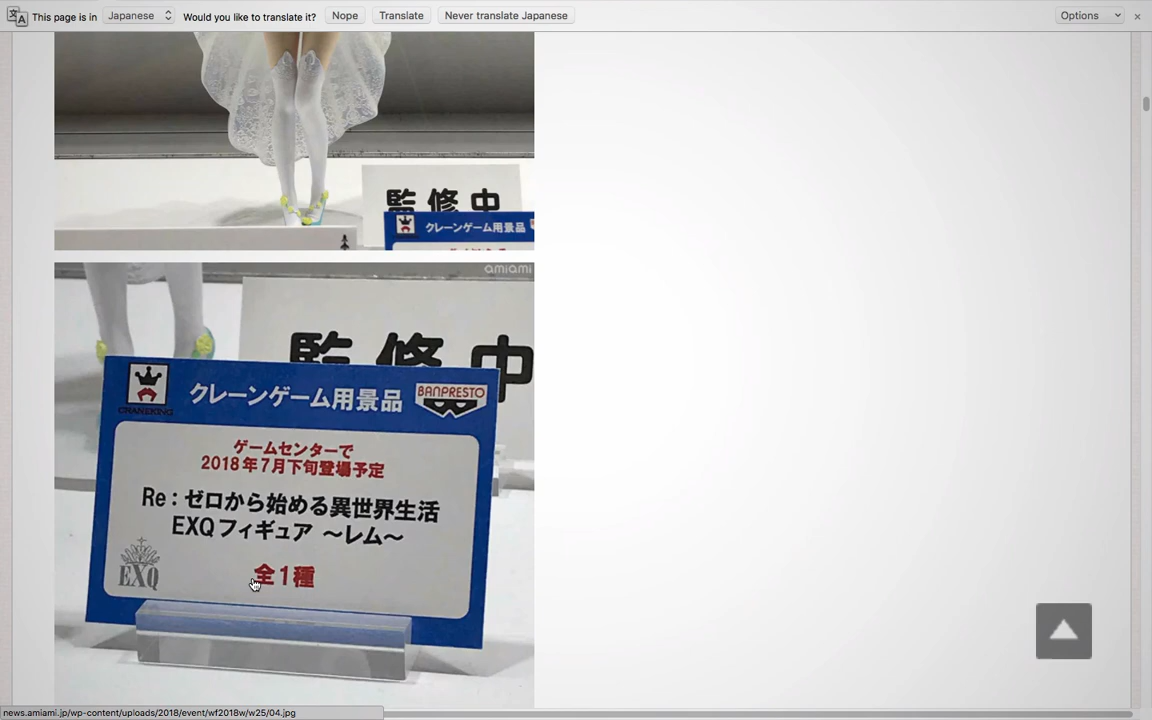 This page is in
Japanese
Would you like to translate it?
Nope
Translate
Never translate Japanese
Options
監修中
クレーンゲーム用景品
amiami
監修中
CRANEKING
クレーンゲーム用景品
BANPRESTO
ゲームセンターで
2018年7月下旬登場予定
Re：ゼロから始める異世界生活
EXQフィギュア ～レム～
EXQ
全1種
news.amiami.jp/wp-content/uploads/2018/event/wf2018w/w25/04.jpg